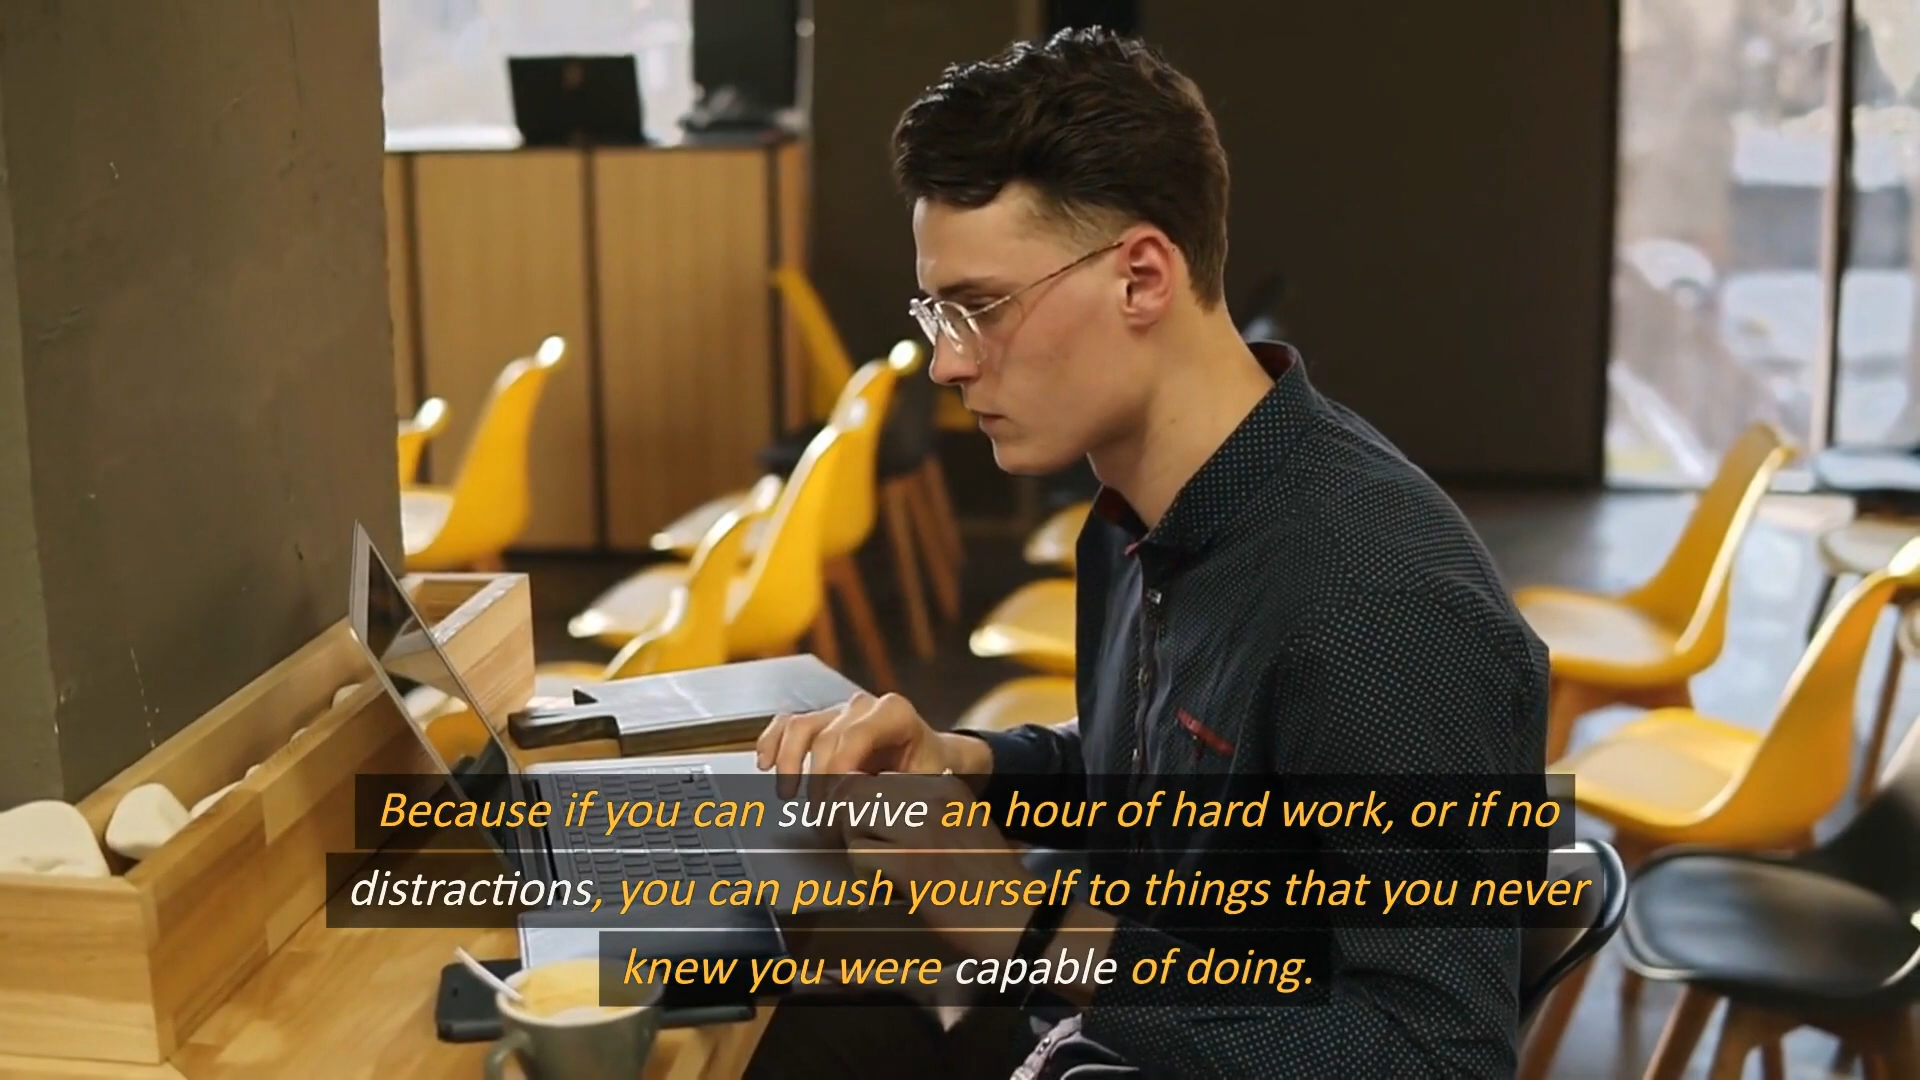 Because if you can survive an hour of hard work, or if no
distractions, you can push yourself to things that you never
knew you were capable of doing.